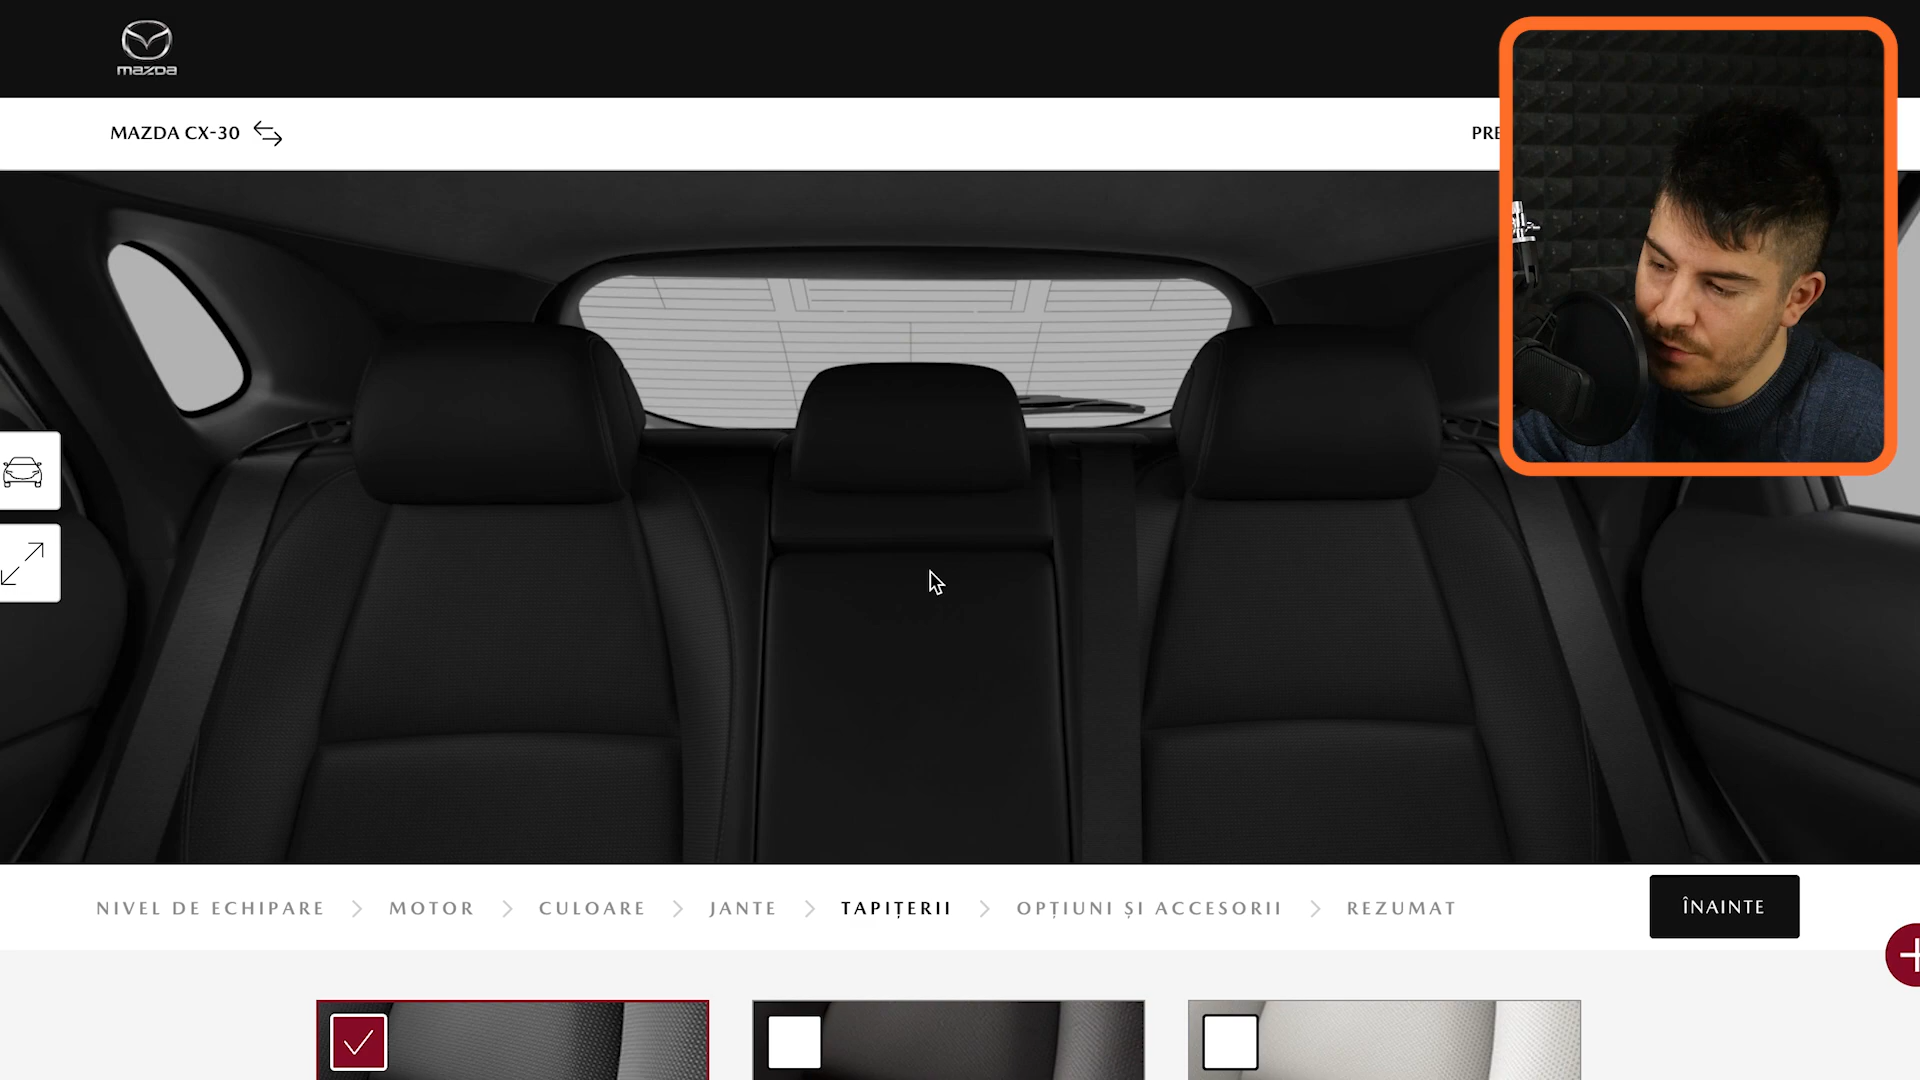 mazda
MAZDA CX-30
PRE
NIVEL DE ECHIPARE
MOTOR
CULOARE
JANTE
TAPIȚERII
OPȚIUNI ȘI ACCESORII
REZUMAT
ÎNAINTE